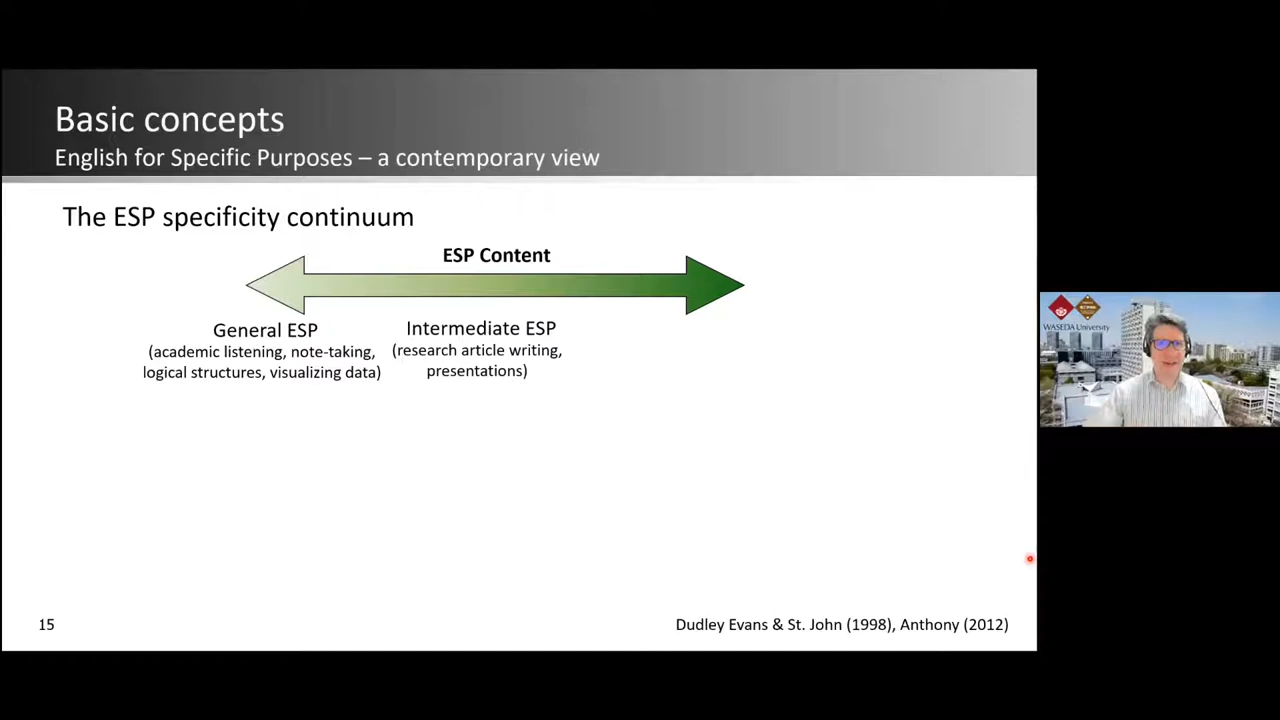 Basic concepts
English for Specific Purposes – a contemporary view
The ESP specificity continuum
ESP Content
General ESP
(academic listening, note-taking,
logical structures, visualizing data)
Intermediate ESP
(research article writing,
presentations)
WASEDA University
15
Dudley Evans & St. John (1998), Anthony (2012)